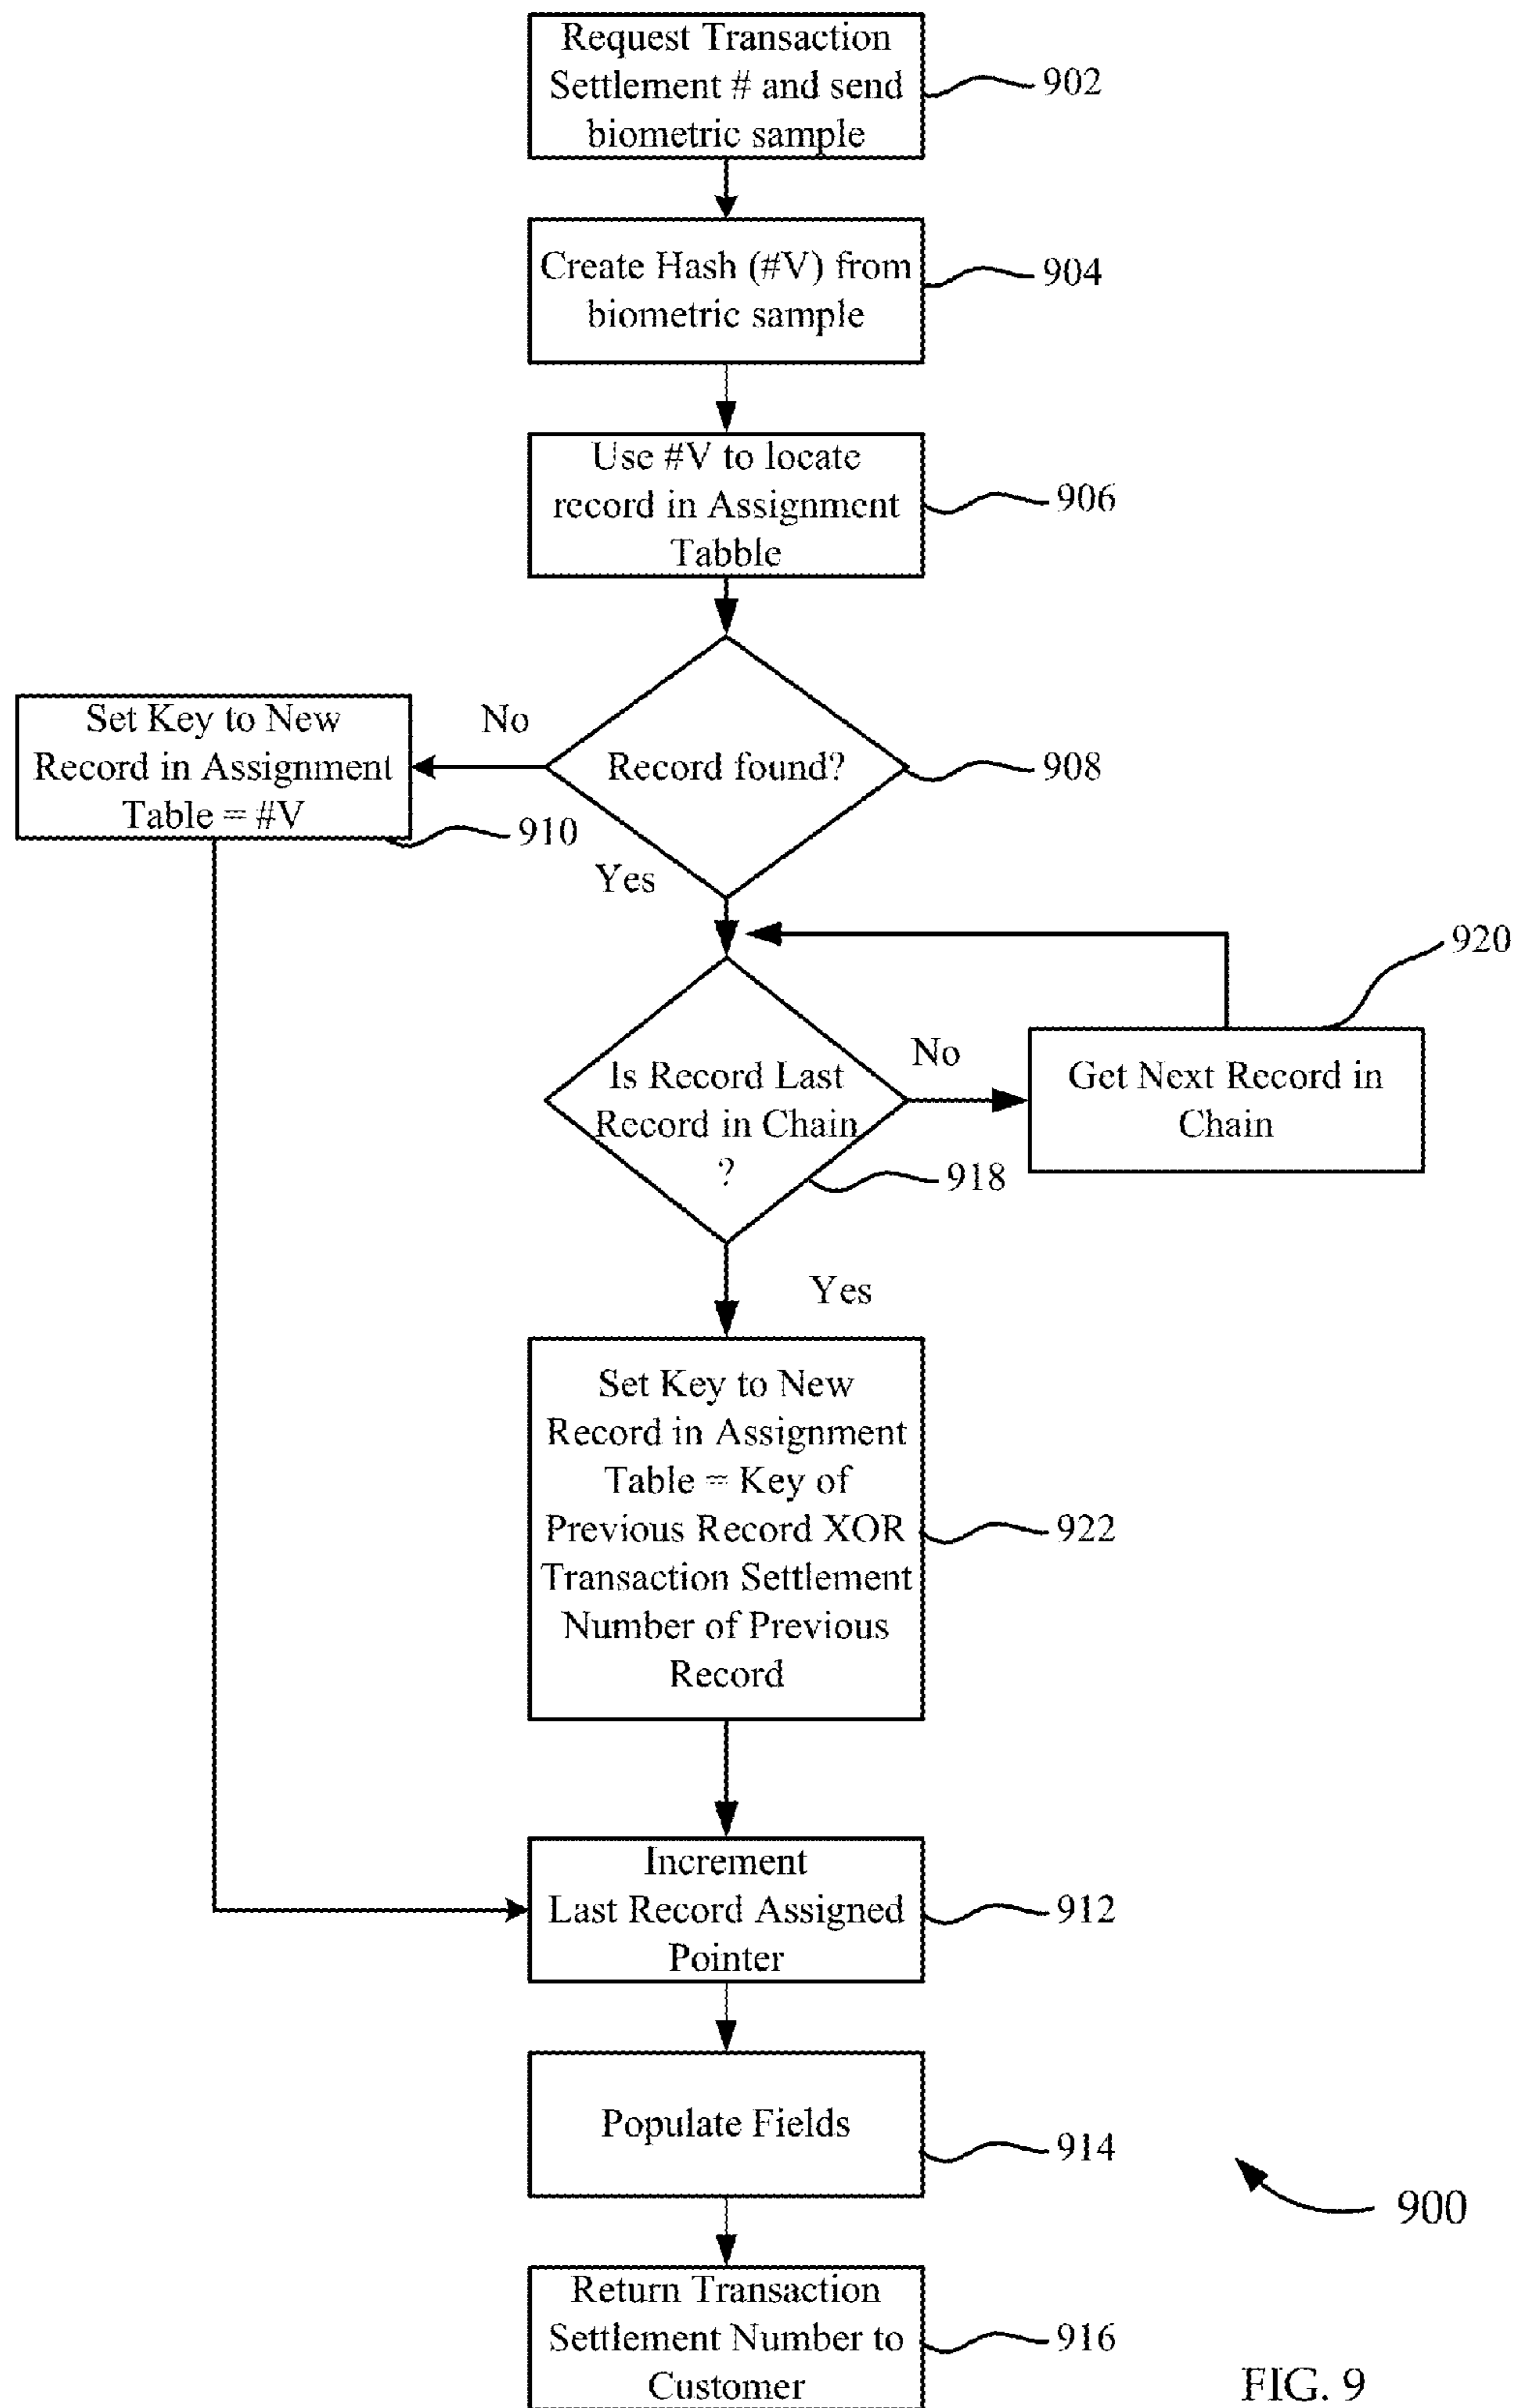 Request Transaction
Settlement # and send
biometric sample
902
Create Hash (#V) from
biometric sample
904
Use #V to locate
record in Assignment
Tabble
906
Set Key to New
Record in Assignment
Table = #V
910
No
Record found?
908
Yes
920
Is Record Last
Record in Chain
?
918
No
Get Next Record in
Chain
Yes
Set Key to New
Record in Assignment
Table = Key of
Previous Record XOR
Transaction Settlement
Number of Previous
Record
922
Increment
Last Record Assigned
Pointer
912
Populate Fields
914
900
Return Transaction
Settlement Number to
Customer
916
FIG. 9